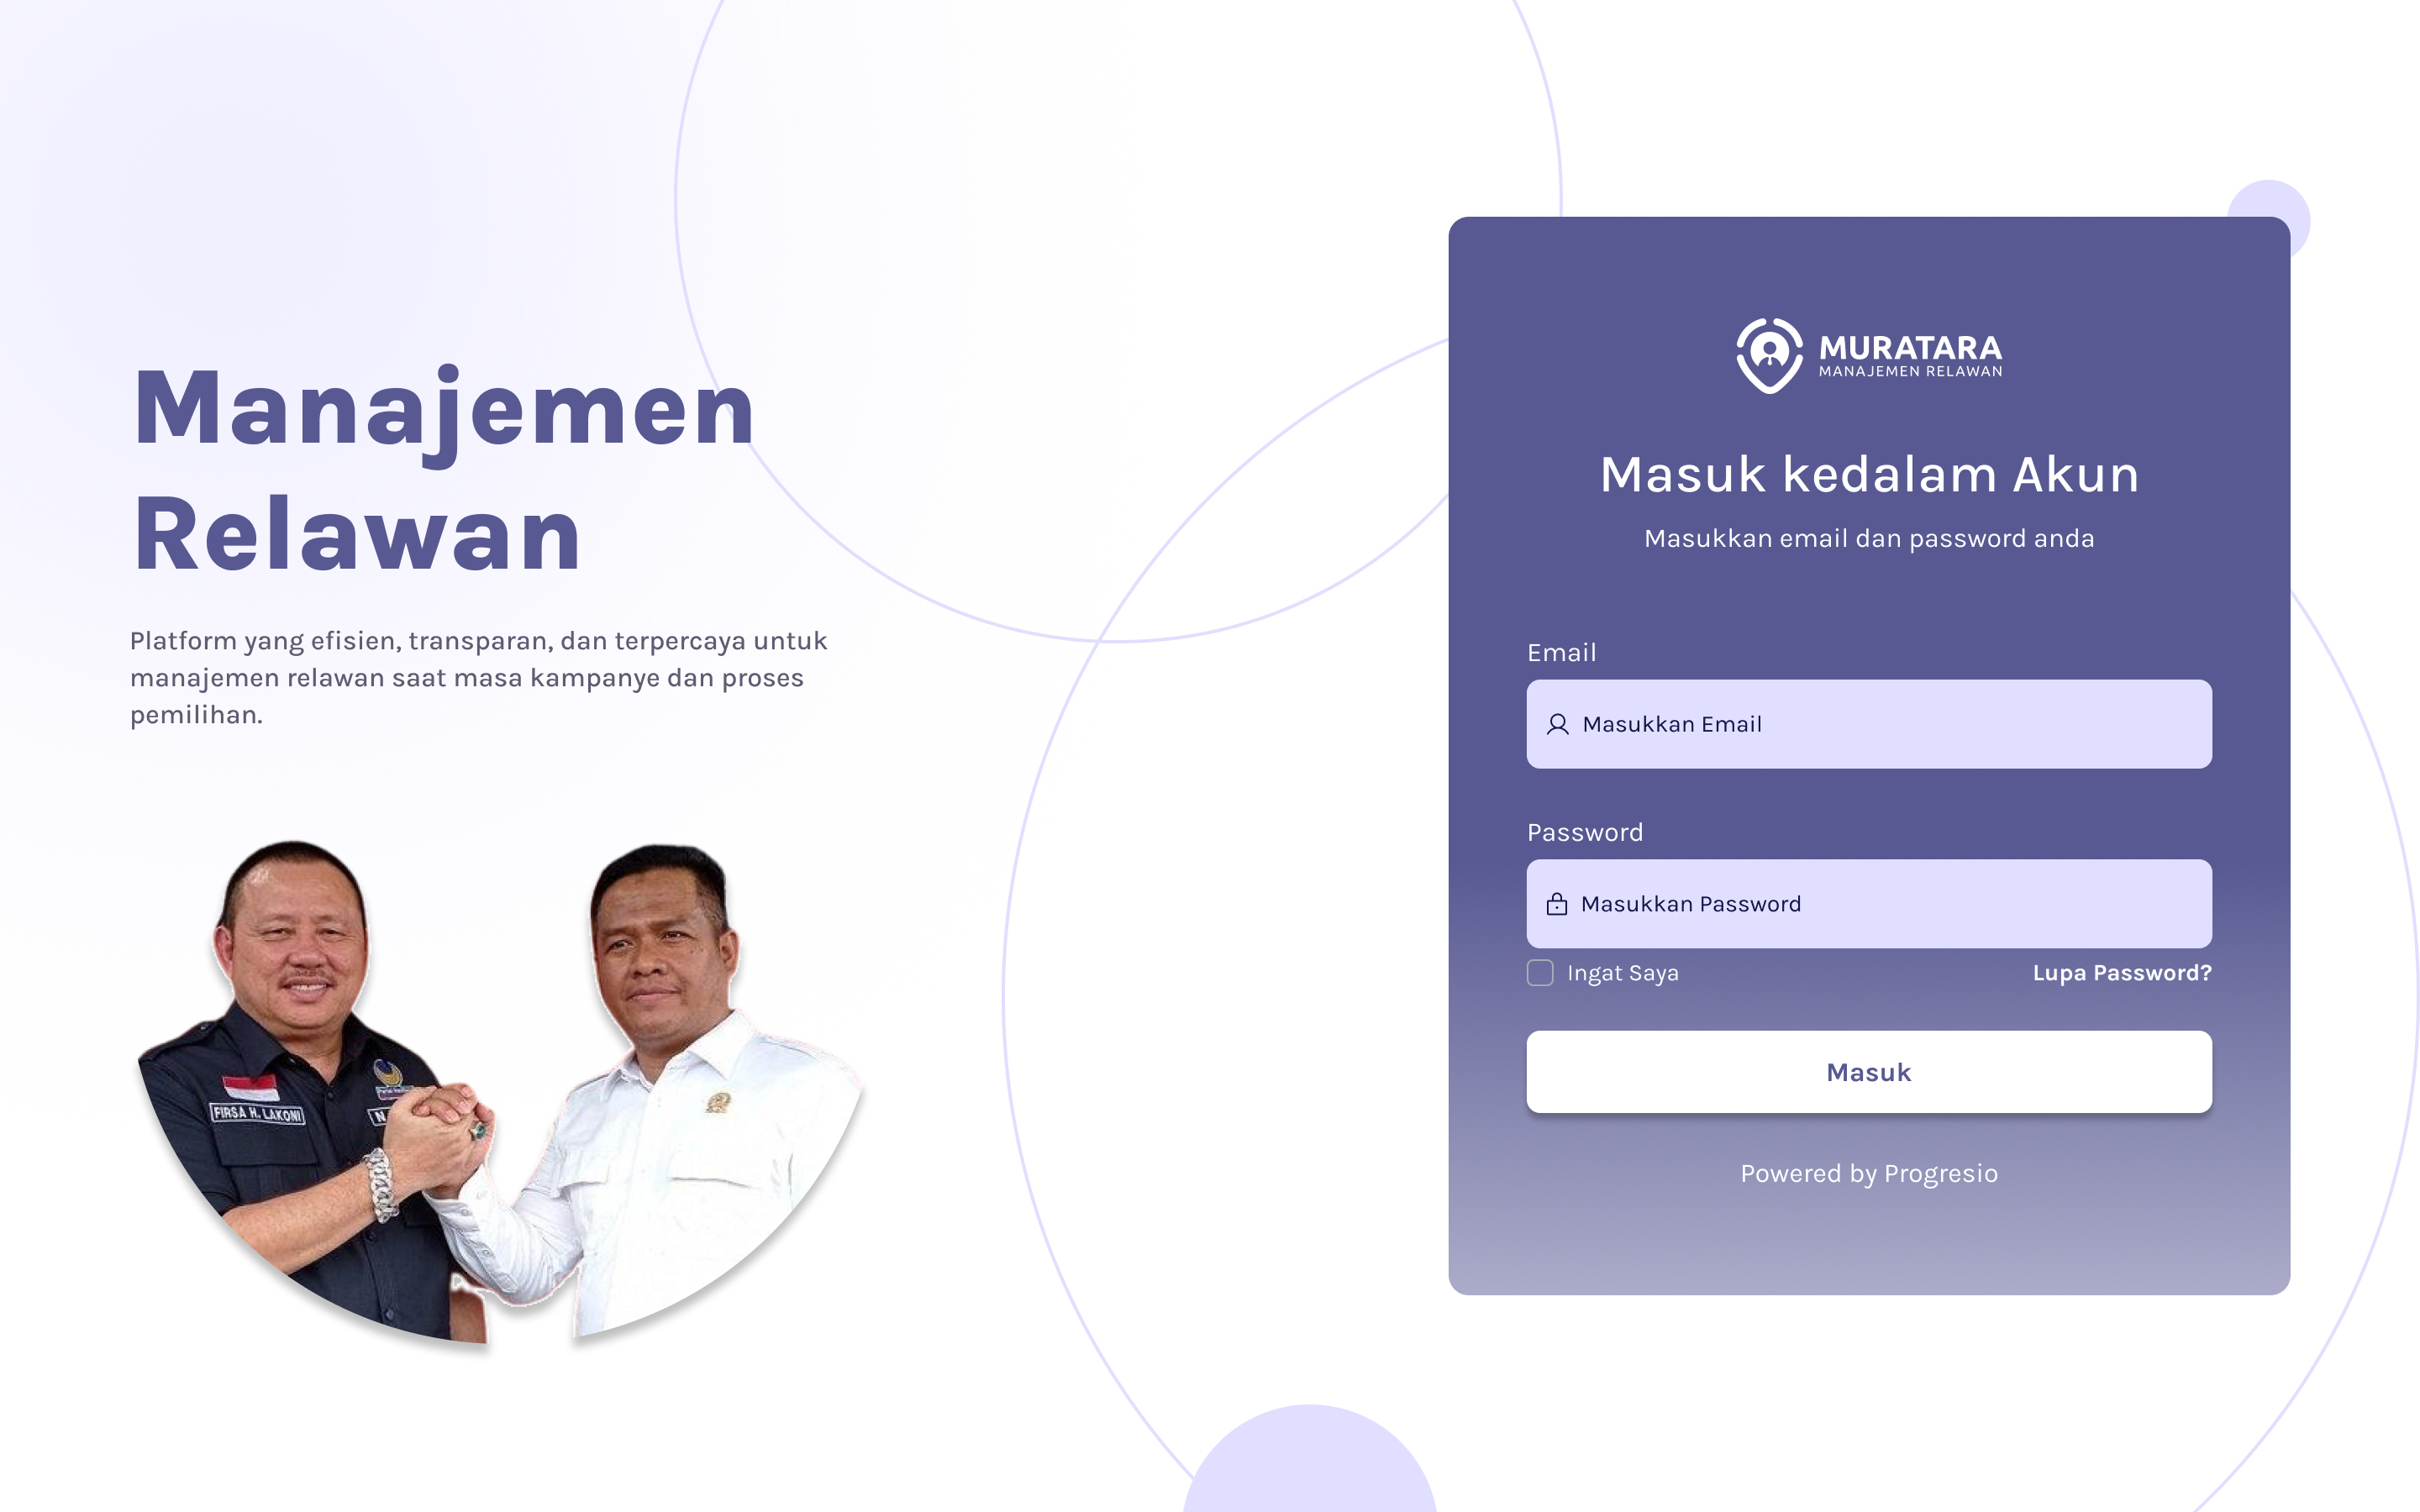 Manajemen
Relawan
Platform yang efisien, transparan, dan terpercaya untuk
manajemen relawan saat masa kampanye dan proses
pemilihan.
FIRSA H. LAKONI
MURATARA
MANAJEMEN RELAWAN
Masuk kedalam Akun
Masukkan email dan password anda
Email
Masukkan Email
Password
Masukkan Password
Ingat Saya
Lupa Password?
Masuk
Powered by Progresio